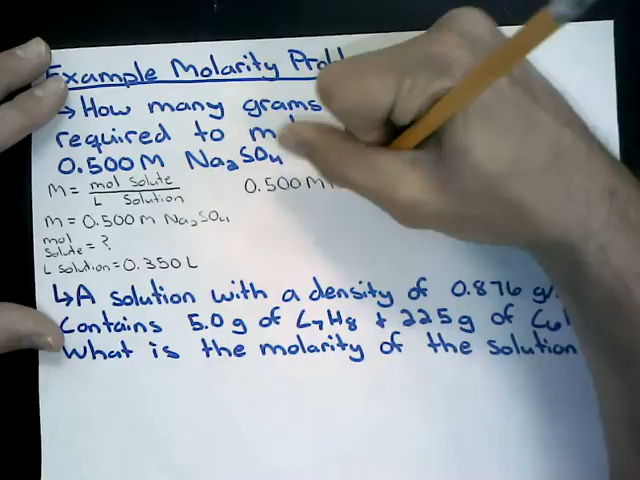 Example Molarity
→How many grams
required to
0.500M Na₂SO₄
M = mol solute / L solution 0.500 M
M = 0.500 M Na₂SO₄
mol solute = ?
L solution = 0.350 L
↳A solution with a density of 0.876 g/
contains 5.0 g of C₇H₈ + 225 g of C₆
What is the molarity of the solution